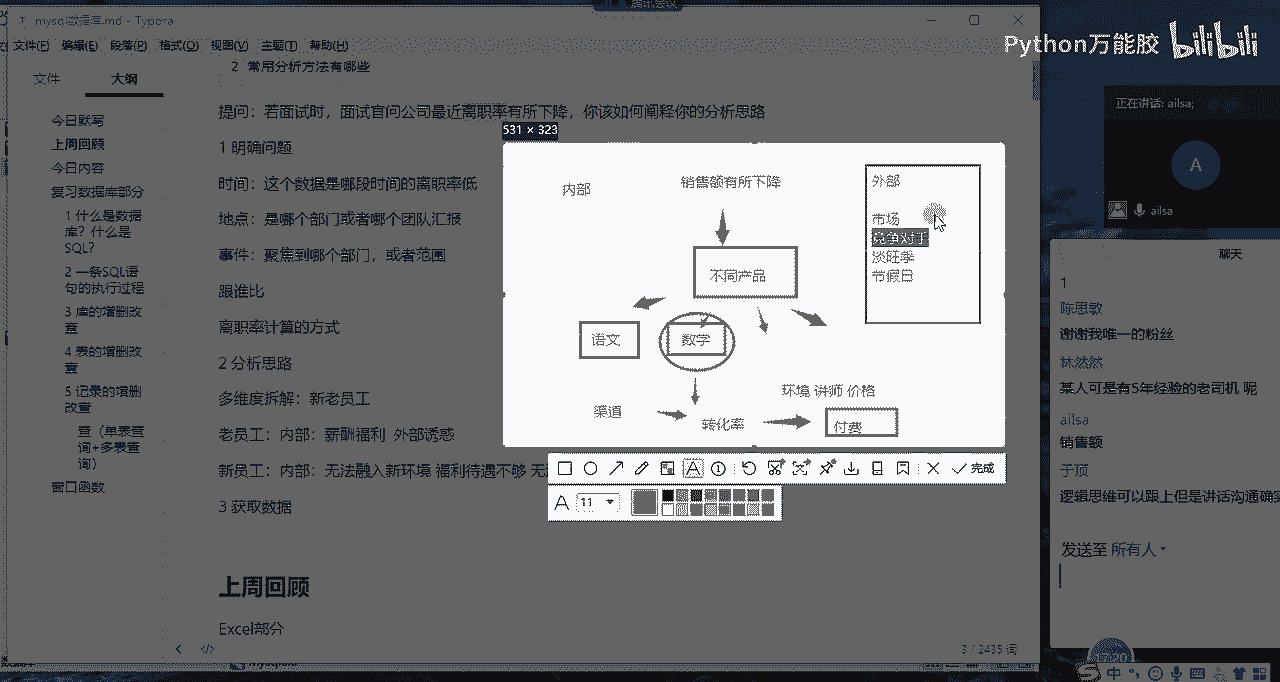 腾讯会议
mysql数据库.md - Typora
文件(F) 编辑(E) 段落(P) 格式(O) 视图(V) 主题(T) 帮助(H)
Python万能胶 bilibili
文件 大纲
今日默写
上周回顾
今日内容
复习数据库部分
1 什么是数据库？什么是SQL？
2 一条SQL语句的执行过程
3 库的增删改查
4 表的增删改查
5 记录的增删改查
查（单表查询+多表查询）
窗口函数
2 常用分析方法有哪些
提问：若面试时，面试官问公司最近离职率有所下降，你该如何阐释你的分析思路
1 明确问题
时间：这个数据是哪段时间的离职率低
地点：是哪个部门或者哪个团队汇报
事件：聚焦到哪个部门，或者范围
跟谁比
离职率计算的方式
2 分析思路
多维度拆解：新老员工
老员工：内部：薪酬福利 外部诱惑
新员工：内部：无法融入新环境 福利待遇不够 无
3 获取数据
上周回顾
Excel部分
3 / 2435 词
531 × 323
内部
销售额有所下降
不同产品
语文
数学
渠道
转化率
环境 讲师 价格
付费
外部
市场
竞争对手
淡旺季
节假日
完成
A 11
正在讲话: ailsa;
A
ailsa
聊天
1
陈思敏
谢谢我唯一的粉丝
林然然
某人可是有5年经验的老司机 呢
ailsa
销售额
于顶
逻辑思维可以跟上但是讲话沟通确实
发送至 所有人
17:20
中